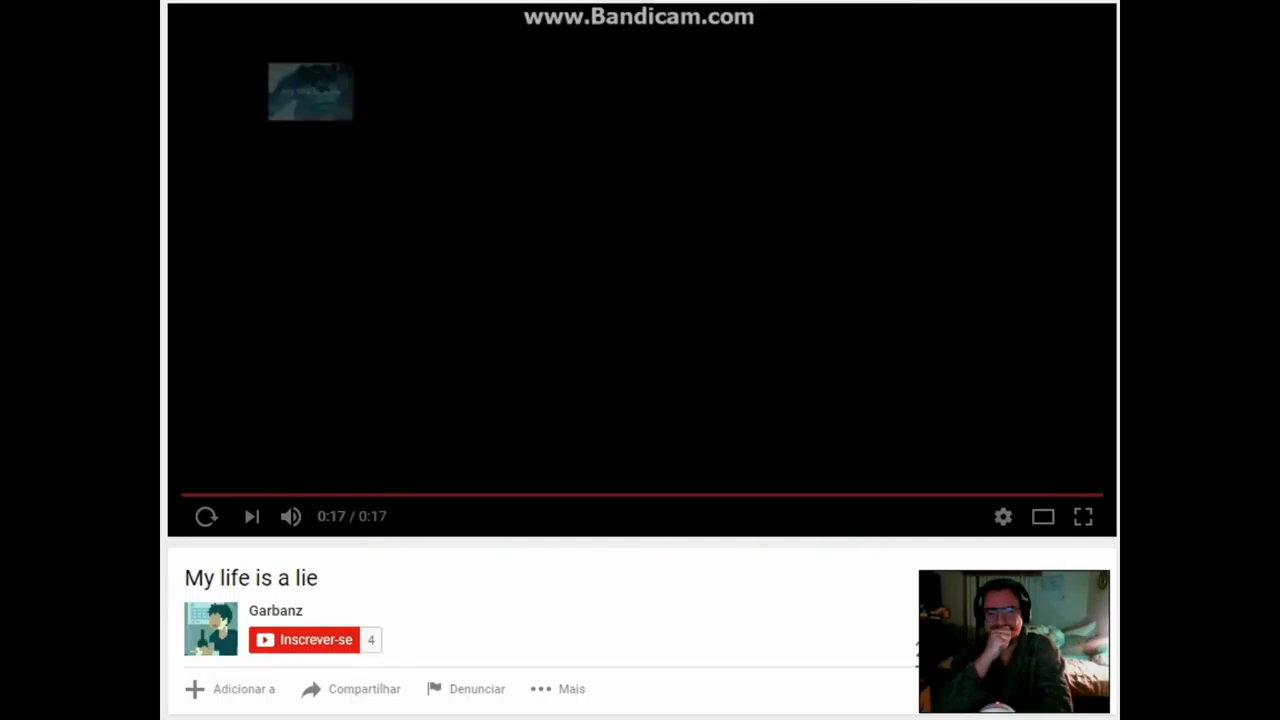 www.Bandicam.com
0:17 / 0:17
My life is a lie
Garbanz
Inscrever-se 4
Adicionar a Compartilhar Denunciar Mais